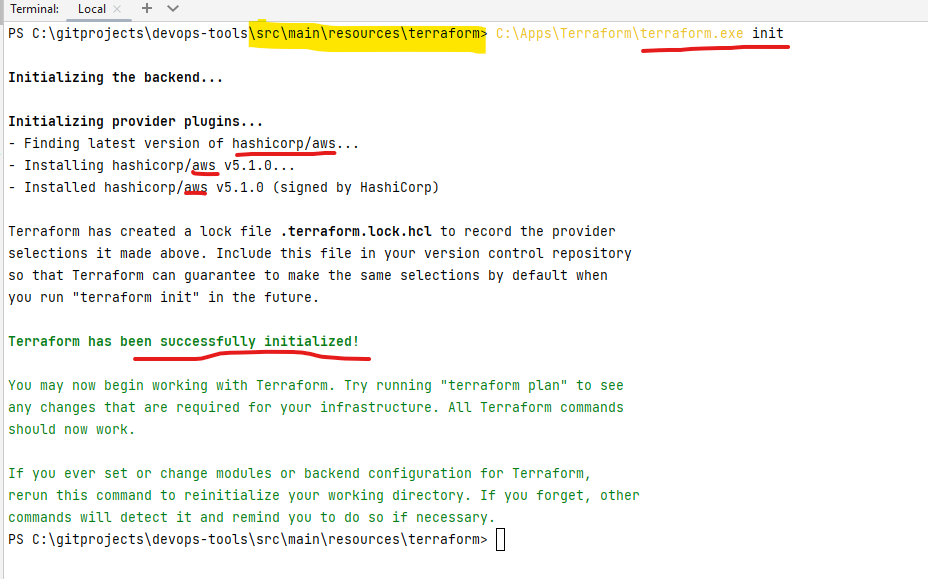 Terminal: Local
PS C:\gitprojects\devops-tools\src\main\resources\terraform> C:\Apps\Terraform\terraform.exe init
Initializing the backend...
Initializing provider plugins...
- Finding latest version of hashicorp/aws...
- Installing hashicorp/aws v5.1.0...
- Installed hashicorp/aws v5.1.0 (signed by HashiCorp)
Terraform has created a lock file .terraform.lock.hcl to record the provider
selections it made above. Include this file in your version control repository
so that Terraform can guarantee to make the same selections by default when
you run "terraform init" in the future.
Terraform has been successfully initialized!
You may now begin working with Terraform. Try running "terraform plan" to see
any changes that are required for your infrastructure. All Terraform commands
should now work.
If you ever set or change modules or backend configuration for Terraform,
rerun this command to reinitialize your working directory. If you forget, other
commands will detect it and remind you to do so if necessary.
PS C:\gitprojects\devops-tools\src\main\resources\terraform>